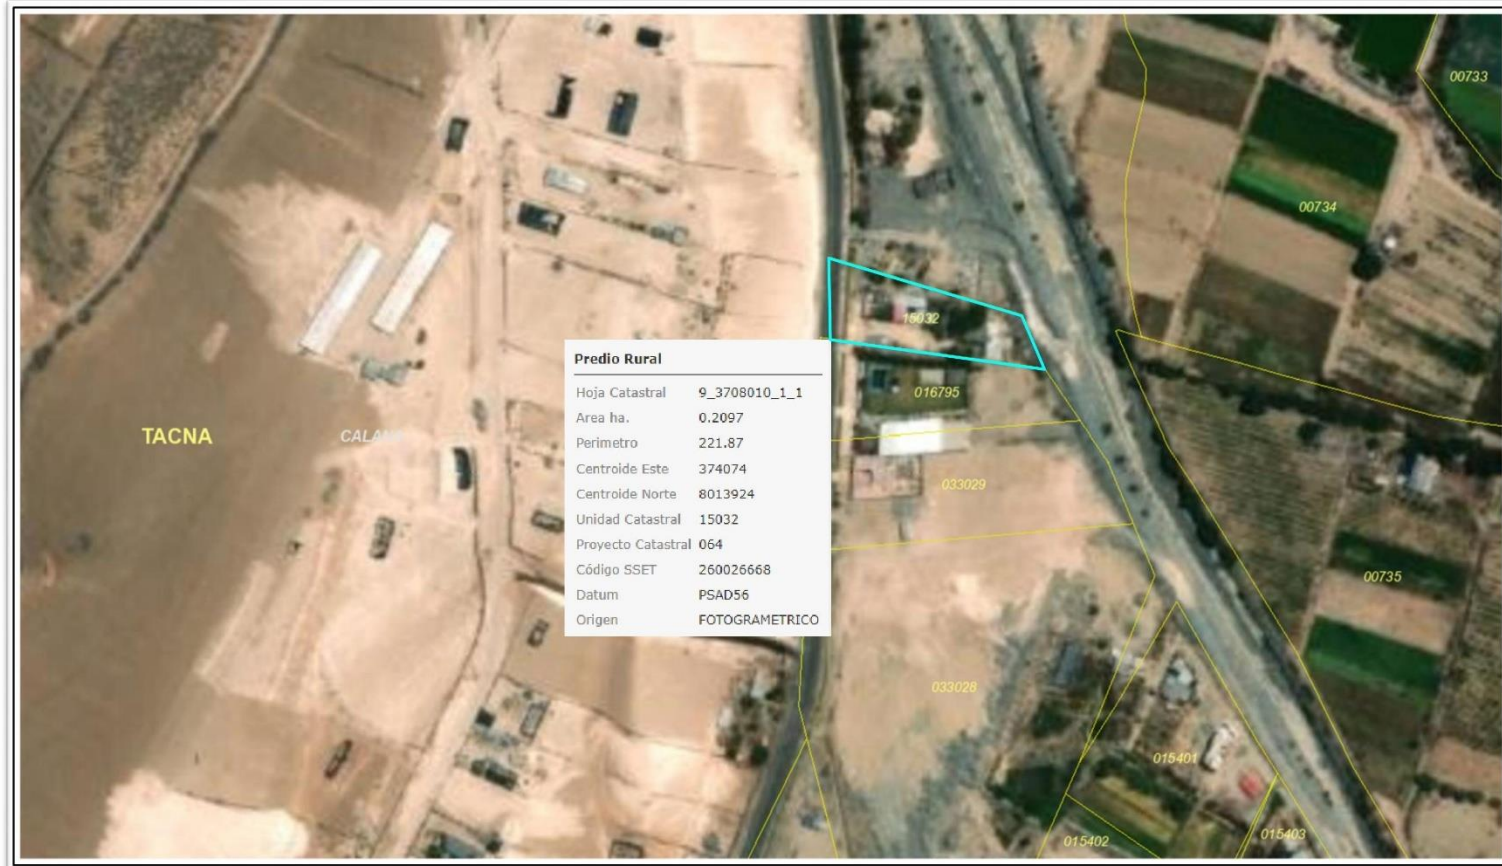 00733
00734
15032
Predio Rural
Hoja Catastral 9_3708010_1_1
Area ha. 0.2097
Perimetro 221.87
Centroide Este 374074
Centroide Norte 8013924
Unidad Catastral 15032
Proyecto Catastral 064
Código SSET 260026668
Datum PSAD56
Origen FOTOGRAMETRICO
016795
TACNA
033029
00735
033028
015401
015402
015403